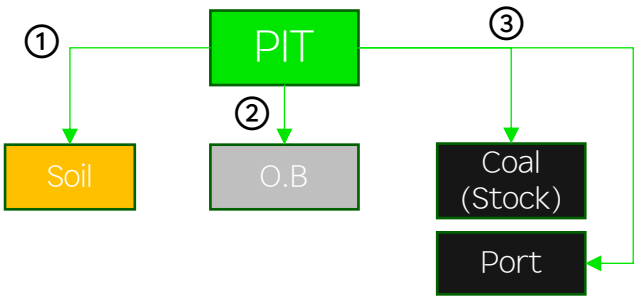 ①
PIT
③
②
Soil
O.B
Coal
(Stock)
Port